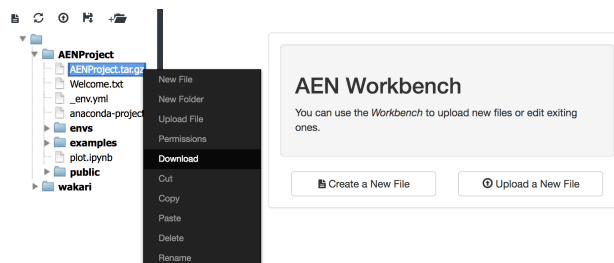 AENProject
AENProject.tar.gz
Welcome.txt
_env.yml
anaconda-project
envs
examples
plot.ipynb
public
wakari
New File
New Folder
Upload File
Permissions
Download
Cut
Copy
Paste
Delete
Rename
AEN Workbench
You can use the Workbench to upload new files or edit exiting
ones.
Create a New File
Upload a New File